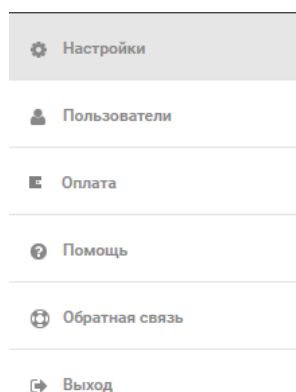 Настройки
Пользователи
Оплата
Помощь
Обратная связь
Выход